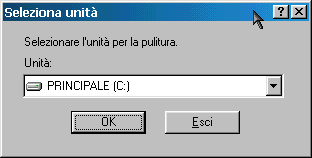 Seleziona unità
Selezionare l'unità per la pulitura.
Unità:
PRINCIPALE (C:)
OK
Esci